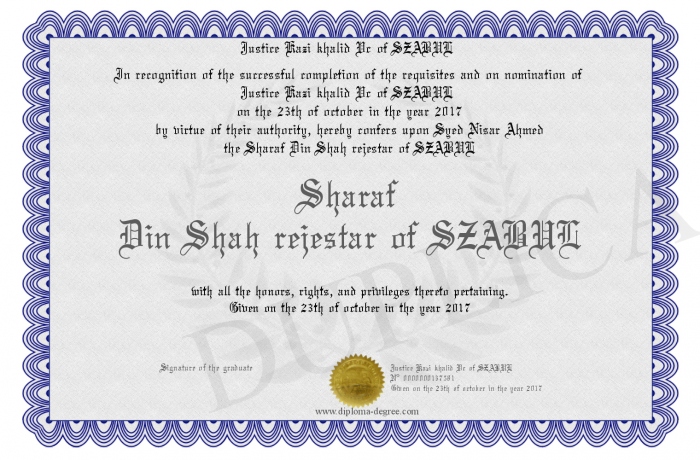 Justice Kazi khalid Vc of SZABUL
In recognition of the successful completion of the requisites and on nomination of
Justice Kazi khalid Vc of SZABUL
on the 23th of october in the year 2017
by virtue of their authority, hereby confers upon Syed Nisar Ahmed
the Sharaf Din Shah rejestar of SZABUL
Sharaf
Din Shah rejestar of SZABUL
with all the honors, rights, and privileges thereto pertaining.
Given on the 23th of october in the year 2017
Signature of the graduate
Justice Kazi khalid Vc of SZABUL
Nº 0000000157581
Given on the 23th of october in the year 2017
www.diploma-degree.com
DUPLICA